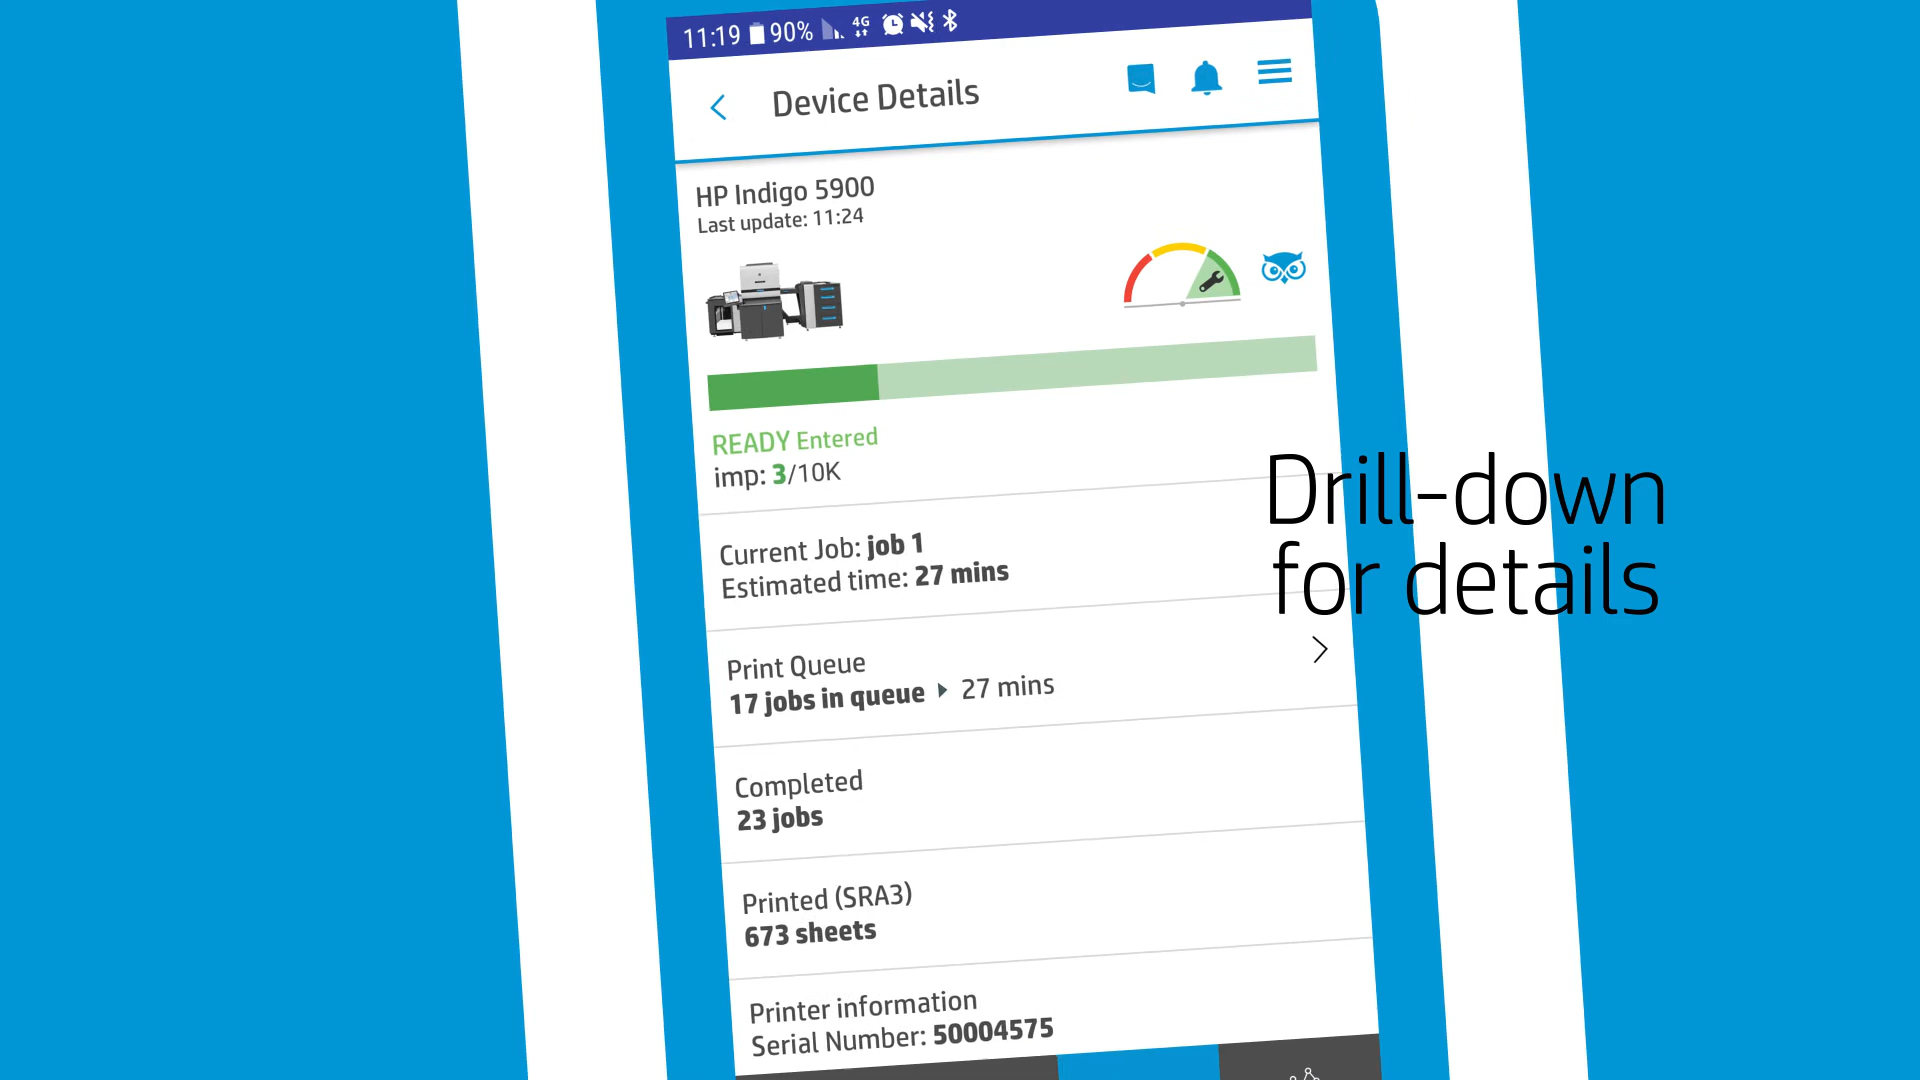 11:19 90% 4G
Device Details
HP Indigo 5900
Last update: 11:24
READY Entered
imp: 3/10K
Drill-down
for details
Current Job: job 1
Estimated time: 27 mins
Print Queue
17 jobs in queue 27 mins
Completed
23 jobs
Printed (SRA3)
673 sheets
Printer information
Serial Number: 50004575